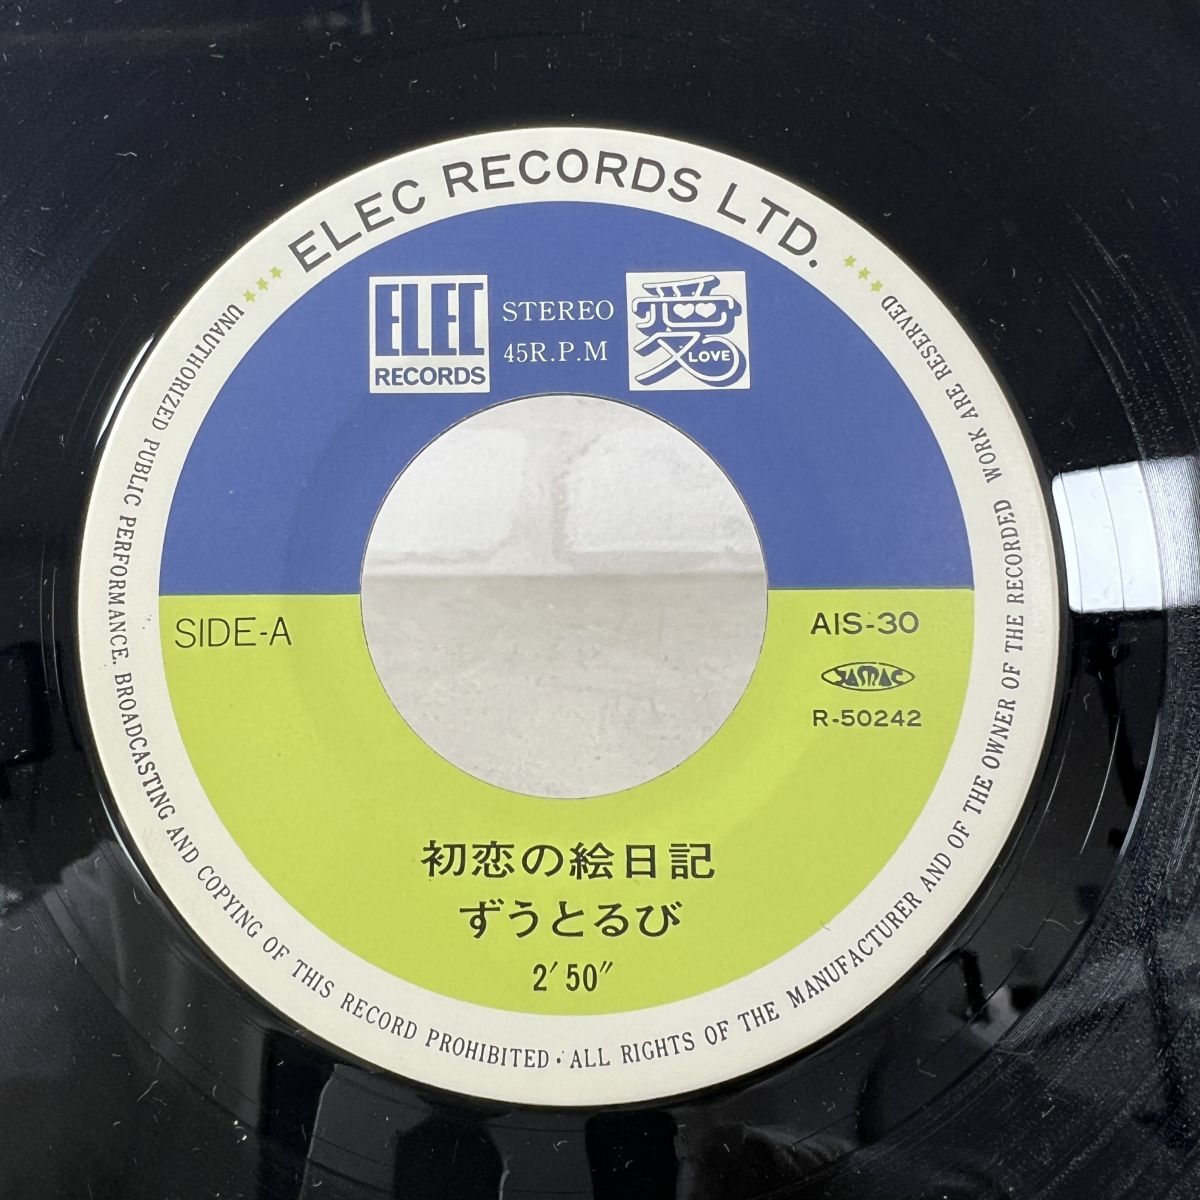 ELEC RECORDS LTD.
ELEC
RECORDS
STEREO
45R.P.M
愛
LOVE
SIDE-A
AIS-30
JASRAC
R-50242
初恋の絵日記
ずうとるび
2′50″
UNAUTHORIZED PUBLIC PERFORMANCE. BROADCASTING AND COPYING OF THIS RECORD PROHIBITED・ALL RIGHTS OF THE MANUFACTURER AND OF THE OWNER OF THE RECORDED WORK ARE RESERVED